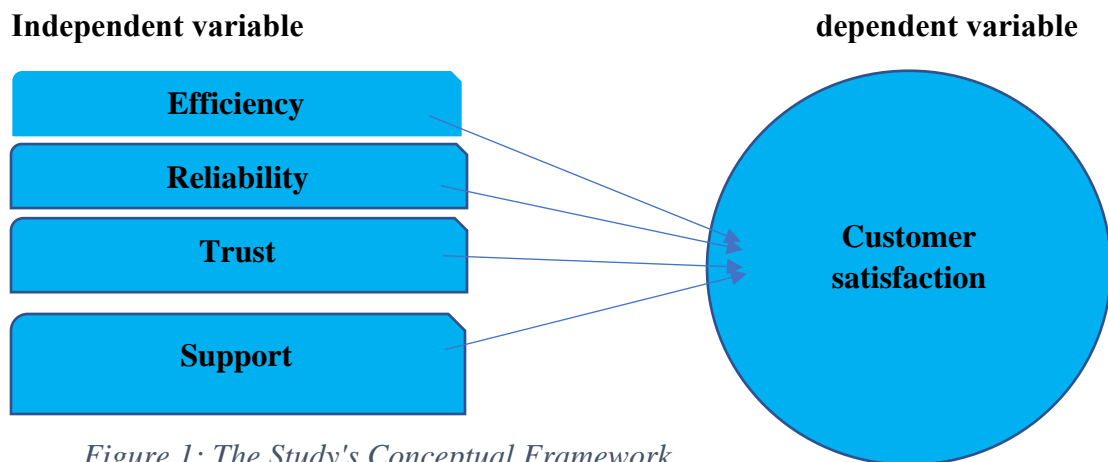 Independent variable
dependent variable
Efficiency
Reliability
Trust
Support
Customer
satisfaction
Figure 1: The Study's Conceptual Framework